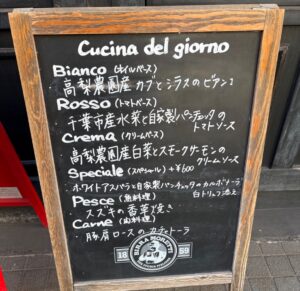 Cucina del giorno
Bianco (オイルベース)
高梨農園産カブとシラスのビアンコ
Rosso (トマトベース)
千葉市産水菜と自家製パンチェッタの
トマトソース
Crema (クリームベース)
高梨農園産白菜とスモークサーモンの
クリームソース
Speciale (スペシャル) +¥600
ホワイトアスパラと自家製パンチェッタのカルボナーラ
白トリュフ添え
Pesce (魚料理)
スズキの香草焼き
Carne (肉料理)
豚肩ロースのカチャトーラ
BIRRA MORETTI
18 59